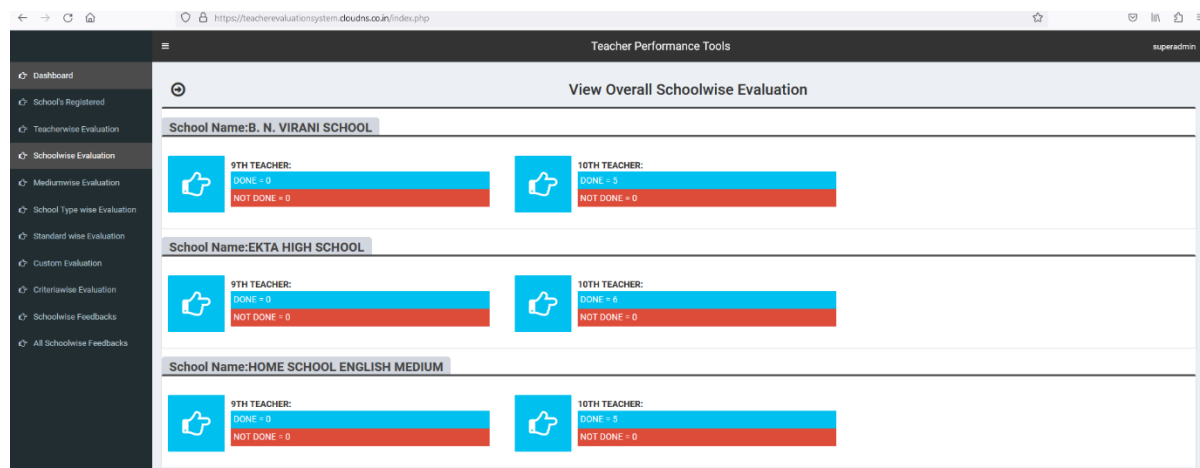 https://teacherevaluationsystem.cloudns.co.in/index.php
Teacher Performance Tools
superadmin
Dashboard
School's Registered
Teacherwise Evaluation
Schoolwise Evaluation
Mediumwise Evaluation
School Type wise Evaluation
Standard wise Evaluation
Custom Evaluation
Criteriawise Evaluation
Schoolwise Feedbacks
All Schoolwise Feedbacks
View Overall Schoolwise Evaluation
School Name:B. N. VIRANI SCHOOL
9TH TEACHER:
DONE = 0
NOT DONE = 0
10TH TEACHER:
DONE = 5
NOT DONE = 0
School Name:EKTA HIGH SCHOOL
9TH TEACHER:
DONE = 0
NOT DONE = 0
10TH TEACHER:
DONE = 6
NOT DONE = 0
School Name:HOME SCHOOL ENGLISH MEDIUM
9TH TEACHER:
DONE = 0
NOT DONE = 0
10TH TEACHER:
DONE = 5
NOT DONE = 0